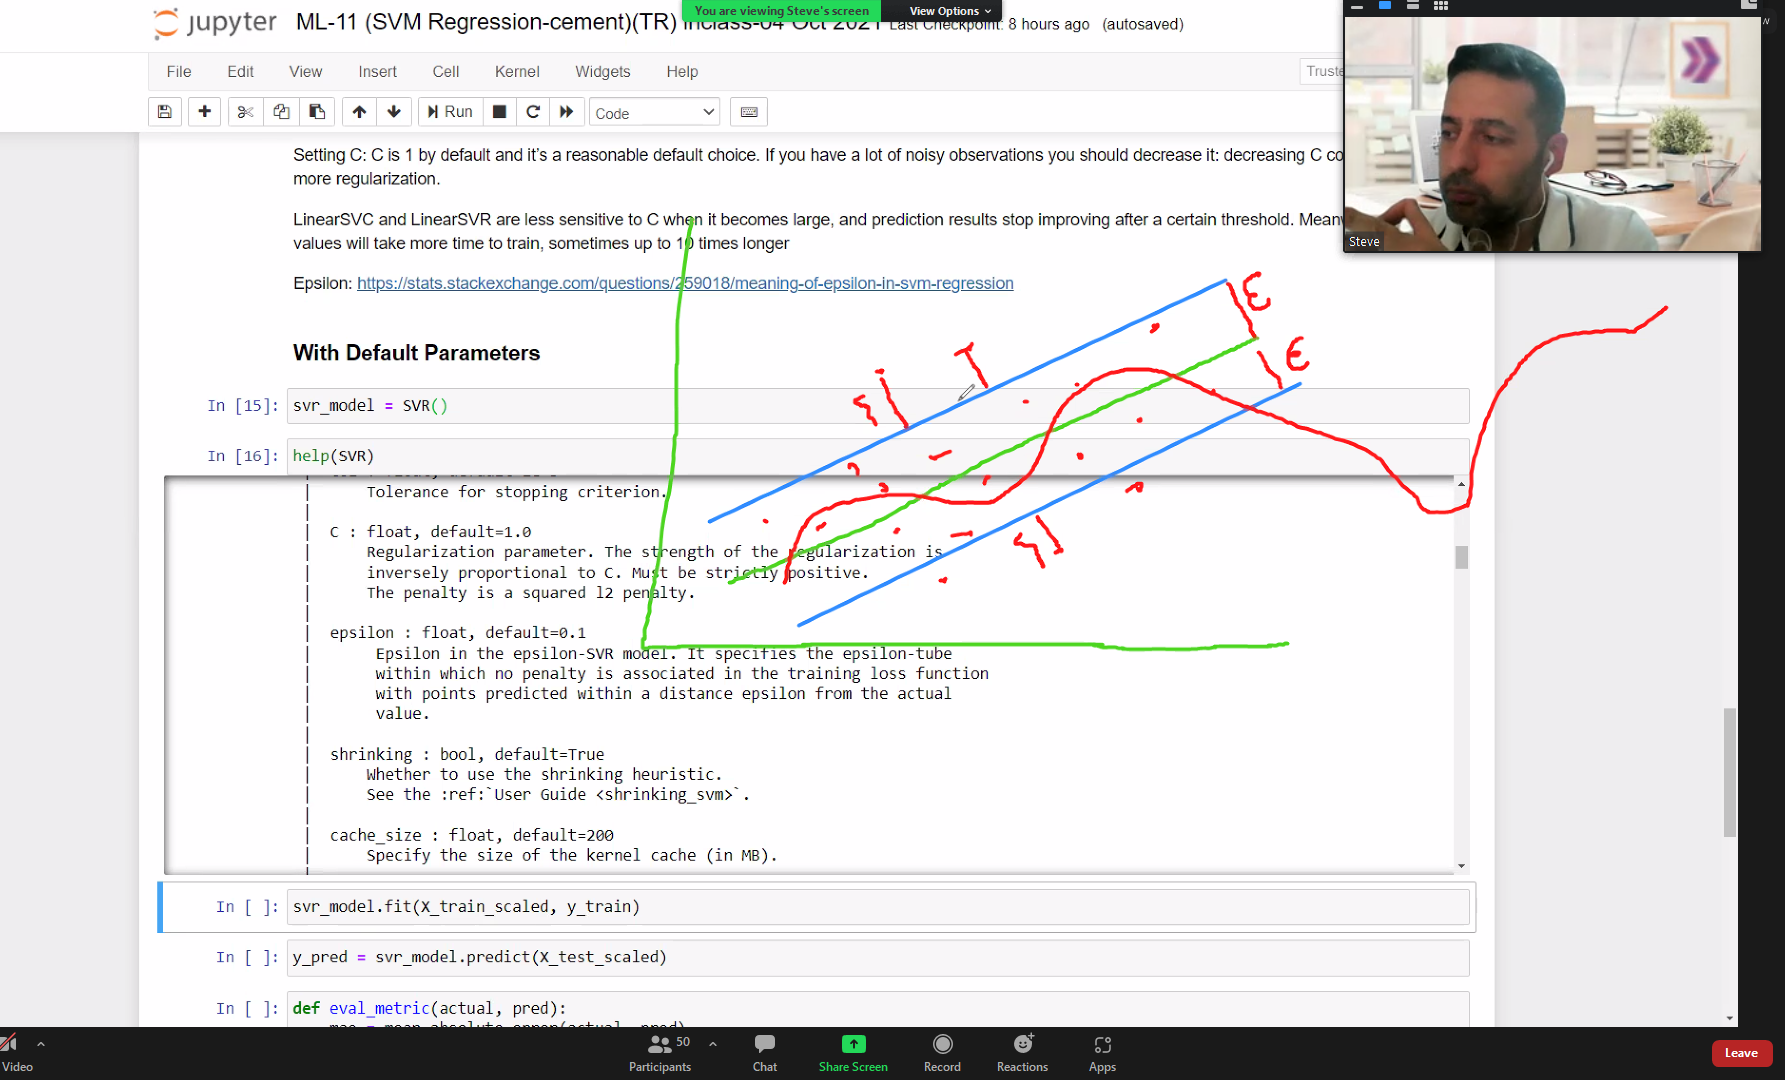 You are viewing Steve's screen
View Options
jupyter ML-11 (SVM Regression-cement)(TR) Inclass-04 Oct 2021 Last Checkpoint: 8 hours ago (autosaved)
File Edit View Insert Cell Kernel Widgets Help
Truste
Run
Code
Setting C: C is 1 by default and it's a reasonable default choice. If you have a lot of noisy observations you should decrease it: decreasing C co
more regularization.
LinearSVC and LinearSVR are less sensitive to C when it becomes large, and prediction results stop improving after a certain threshold. Meanw
values will take more time to train, sometimes up to 10 times longer
Epsilon: https://stats.stackexchange.com/questions/259018/meaning-of-epsilon-in-svm-regression
Steve
With Default Parameters
In [15]: svr_model = SVR()
In [16]: help(SVR)
| Tolerance for stopping criterion.
|
| C : float, default=1.0
| Regularization parameter. The strength of the regularization is
| inversely proportional to C. Must be strictly positive.
| The penalty is a squared l2 penalty.
|
| epsilon : float, default=0.1
| Epsilon in the epsilon-SVR model. It specifies the epsilon-tube
| within which no penalty is associated in the training loss function
| with points predicted within a distance epsilon from the actual
| value.
|
| shrinking : bool, default=True
| Whether to use the shrinking heuristic.
| See the :ref:`User Guide <shrinking_svm>`.
|
| cache_size : float, default=200
| Specify the size of the kernel cache (in MB).
ε
ε
In [ ]: svr_model.fit(X_train_scaled, y_train)
In [ ]: y_pred = svr_model.predict(X_test_scaled)
In [ ]: def eval_metric(actual, pred):
mae = mean_absolute_error(actual, pred)
Video
Participants 50
Chat
Share Screen
Record
Reactions
Apps
Leave